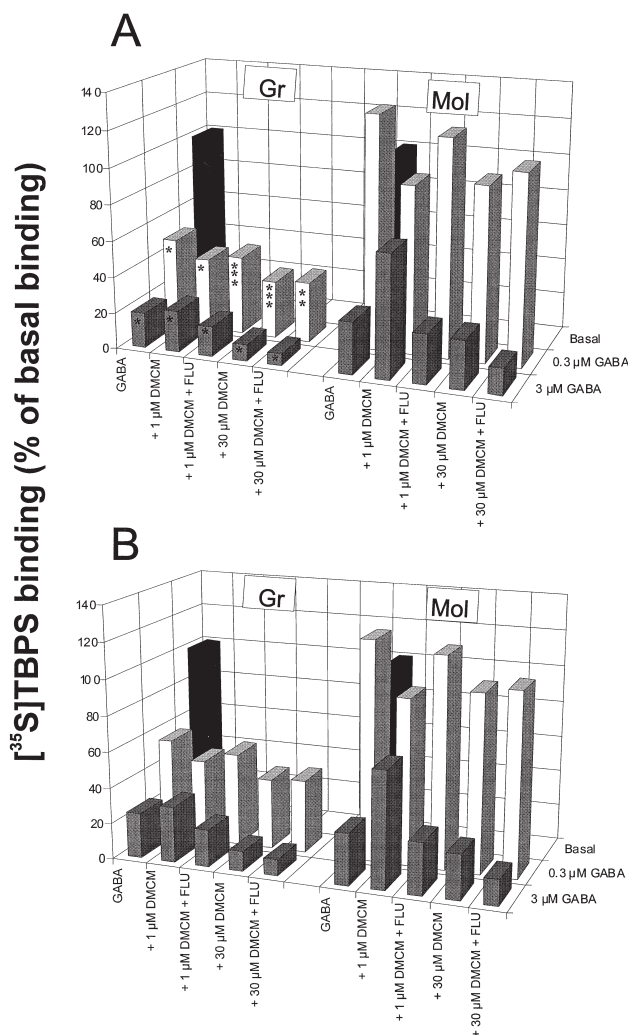 A
Gr
Mol
140
120
100
80
60
40
20
0
*
*
***
***
**
*
*
*
*
*
Basal
0.3 µM GABA
3 µM GABA
GABA
+ 1 µM DMCM
+ 1 µM DMCM + FLU
+ 30 µM DMCM
+ 30 µM DMCM + FLU
GABA
+ 1 µM DMCM
+ 1 µM DMCM + FLU
+ 30 µM DMCM
+ 30 µM DMCM + FLU
[³⁵S]TBPS binding (% of basal binding)
B
Gr
Mol
140
120
100
80
60
40
20
0
Basal
0.3 µM GABA
3 µM GABA
GABA
+ 1 µM DMCM
+ 1 µM DMCM + FLU
+ 30 µM DMCM
+ 30 µM DMCM + FLU
GABA
+ 1 µM DMCM
+ 1 µM DMCM + FLU
+ 30 µM DMCM
+ 30 µM DMCM + FLU